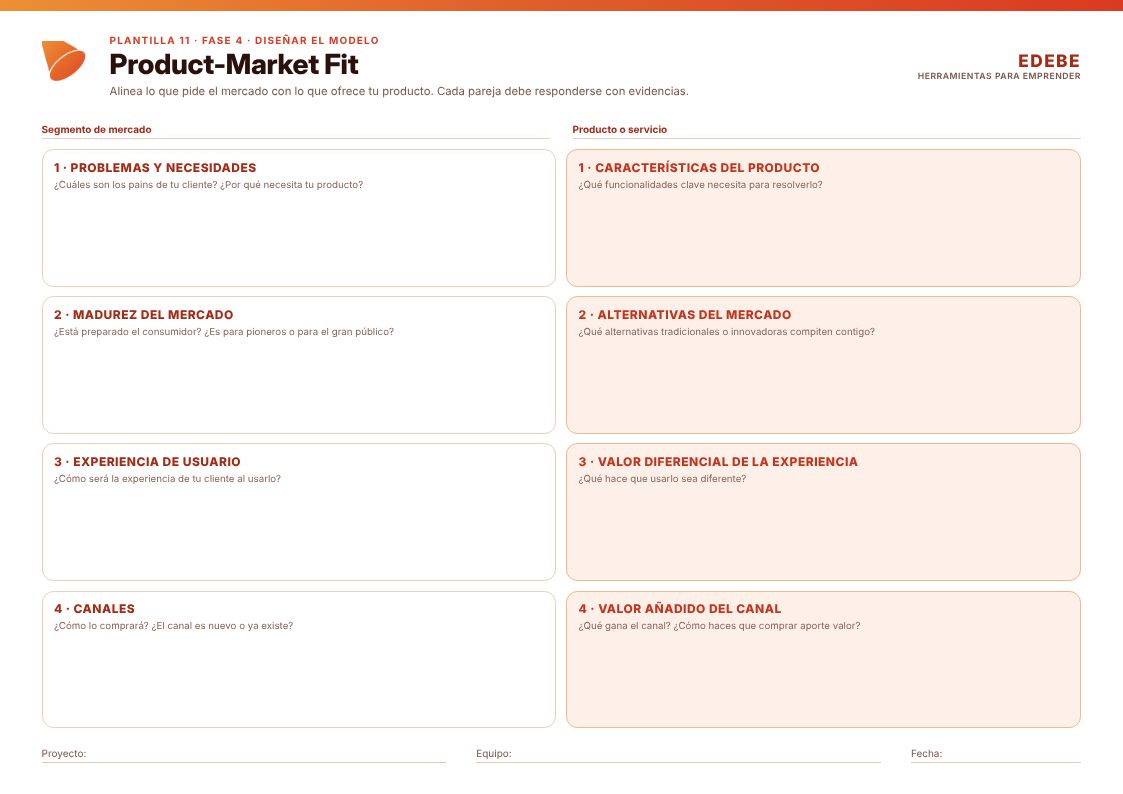 PLANTILLA 11 · FASE 4 · DISEÑAR EL MODELO
Product-Market Fit
Alinea lo que pide el mercado con lo que ofrece tu producto. Cada pareja debe responderse con evidencias.
EDEBE
HERRAMIENTAS PARA EMPRENDER
Segmento de mercado
Producto o servicio
1 · PROBLEMAS Y NECESIDADES
¿Cuáles son los pains de tu cliente? ¿Por qué necesita tu producto?
1 · CARACTERÍSTICAS DEL PRODUCTO
¿Qué funcionalidades clave necesita para resolverlo?
2 · MADUREZ DEL MERCADO
¿Está preparado el consumidor? ¿Es para pioneros o para el gran público?
2 · ALTERNATIVAS DEL MERCADO
¿Qué alternativas tradicionales o innovadoras compiten contigo?
3 · EXPERIENCIA DE USUARIO
¿Cómo será la experiencia de tu cliente al usarlo?
3 · VALOR DIFERENCIAL DE LA EXPERIENCIA
¿Qué hace que usarlo sea diferente?
4 · CANALES
¿Cómo lo comprará? ¿El canal es nuevo o ya existe?
4 · VALOR AÑADIDO DEL CANAL
¿Qué gana el canal? ¿Cómo haces que comprar aporte valor?
Proyecto:
Equipo:
Fecha: